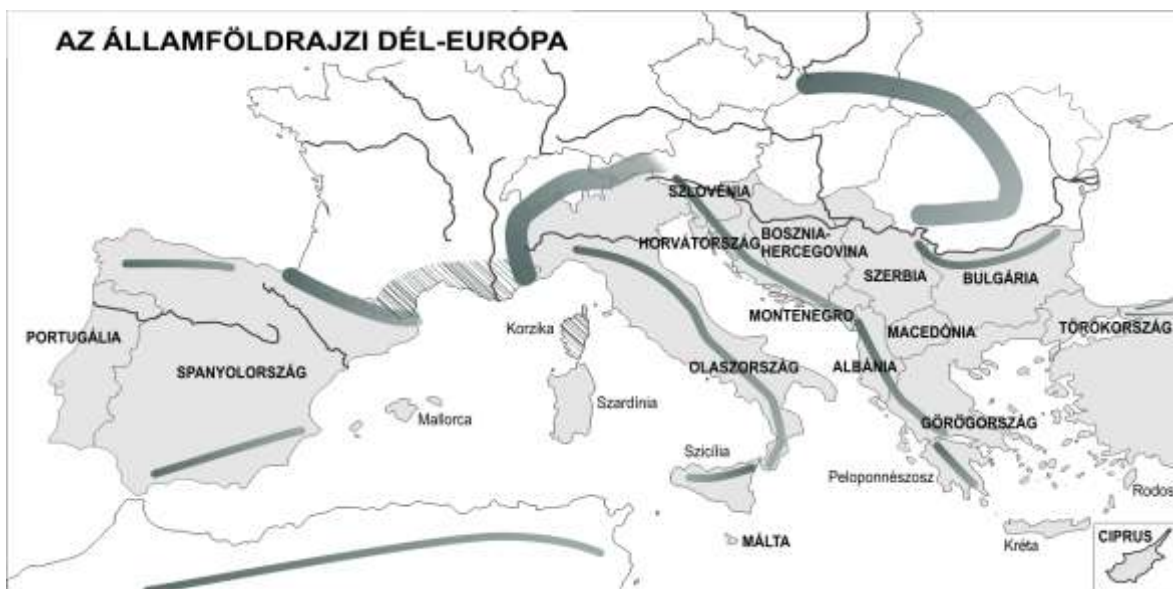 AZ ÁLLAMFÖLDRAJZI DÉL-EURÓPA
SZLOVÉNIA
HORVÁTORSZÁG
BOSZNIA-
HERCEGOVINA
SZERBIA
BULGÁRIA
MONTENEGRO
MACEDÓNIA
TÖRÖKORSZÁG
PORTUGÁLIA
Korzika
SPANYOLORSZÁG
OLASZORSZÁG
ALBÁNIA
Mallorca
Szardínia
GÖRÖGORSZÁG
Szicília
Peloponnészosz
Rodos
MÁLTA
Kréta
CIPRUS